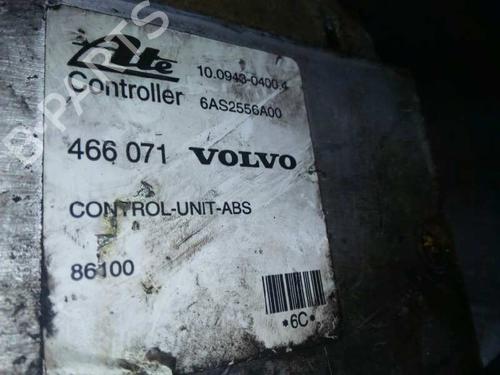 Ate
10.0943-0400.4
Controller 6AS2556A00
466 071 VOLVO
CONTROL-UNIT-ABS
86100
*6C*
B PARTS